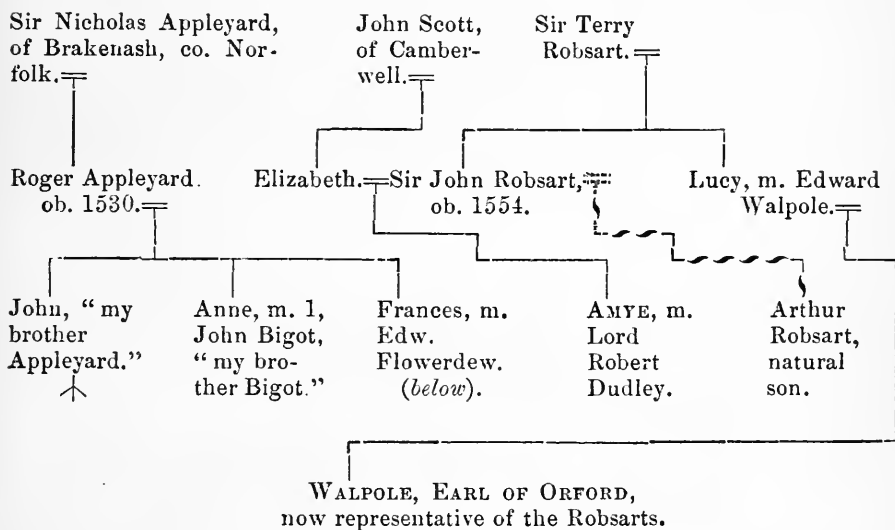 Sir Nicholas Appleyard,
of Brakenash, co. Nor-
folk.
John Scott,
of Camber-
well.
Sir Terry
Robsart.
Roger Appleyard.
ob. 1530.
Elizabeth.
Sir John Robsart,
ob. 1554.
Lucy, m. Edward
Walpole.
John, “my
brother
Appleyard.”
Anne, m. 1,
John Bigot,
“my bro-
ther Bigot.”
Frances, m.
Edw.
Flowerdew.
(below).
AMYE, m.
Lord
Robert
Dudley.
Arthur
Robsart,
natural
son.
WALPOLE, EARL OF ORFORD,
now representative of the Robsarts.